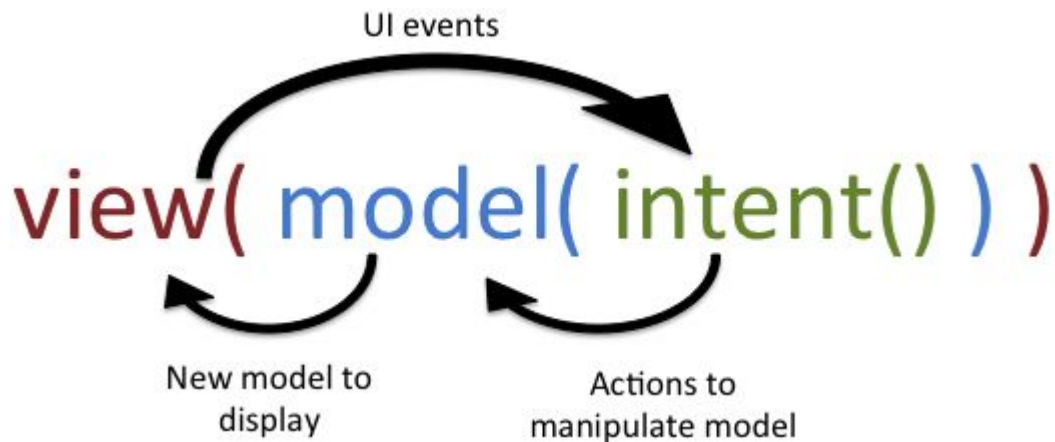 UI events
view( model( intent() ) )
New model to
display
Actions to
manipulate model